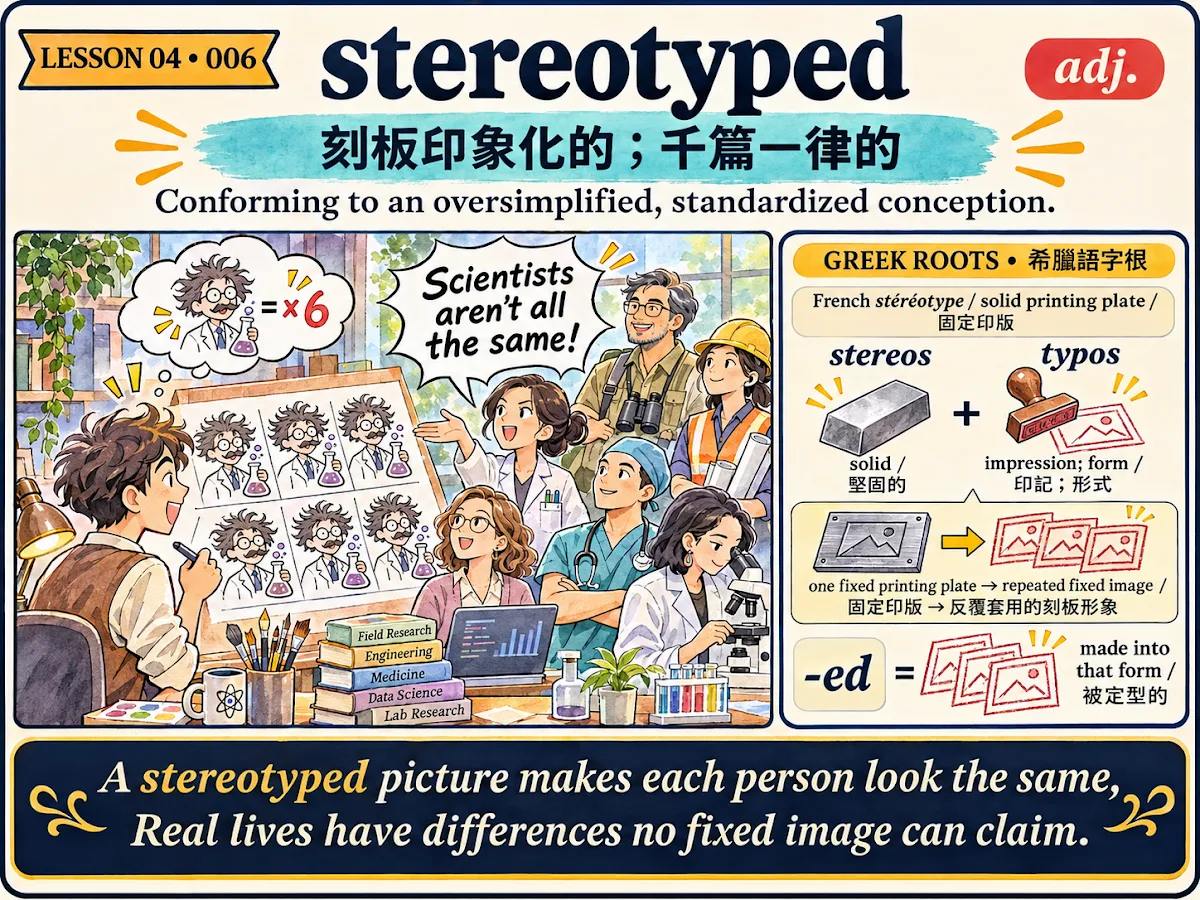 LESSON 04 • 006
stereotyped
adj.
刻板印象化的；千篇一律的
Conforming to an oversimplified, standardized conception.
= ×6
Scientists
aren't all
the same!
Field Research
Engineering
Medicine
Data Science
Lab Research
GREEK ROOTS • 希臘語字根
French stéréotype / solid printing plate /
固定印版
stereos
+
typos
solid /
堅固的
impression; form /
印記；形式
one fixed printing plate → repeated fixed image /
固定印版 → 反覆套用的刻板形象
-ed =
made into
that form /
被定型的
A stereotyped picture makes each person look the same,
Real lives have differences no fixed image can claim.